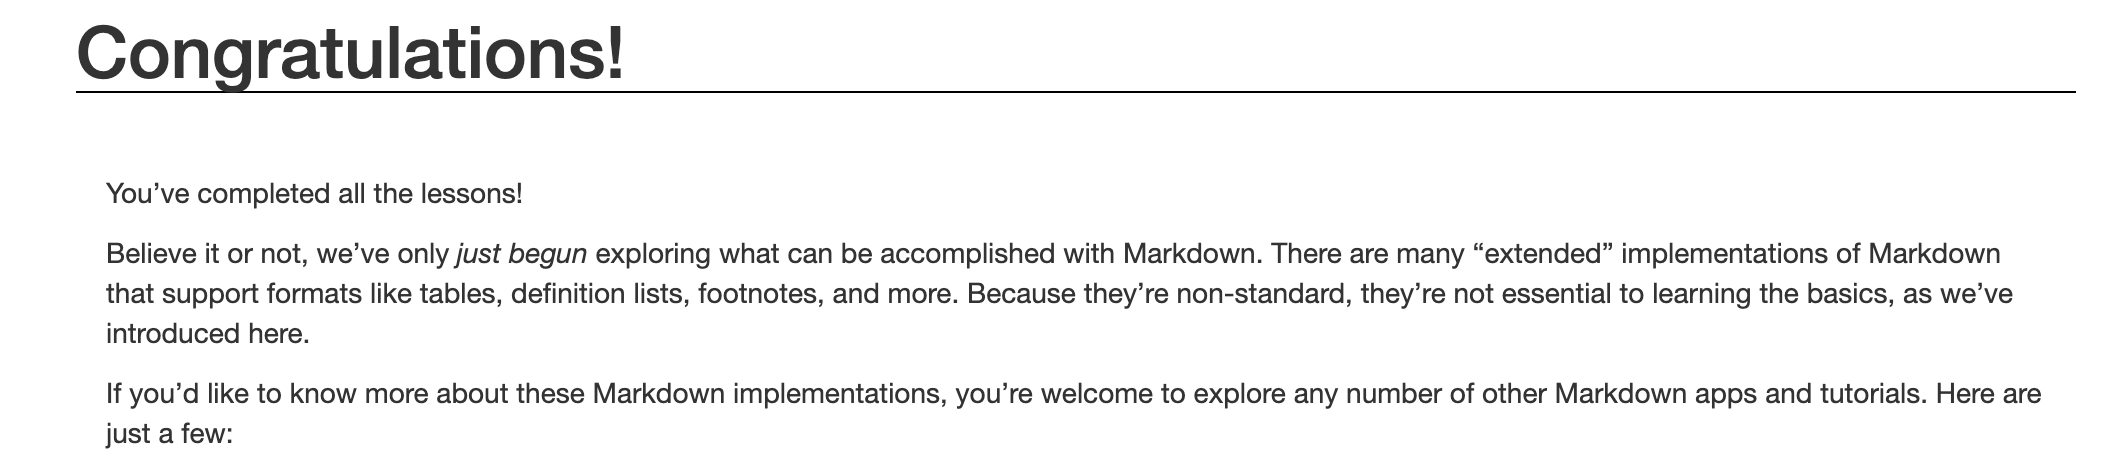 Congratulations!
You’ve completed all the lessons!
Believe it or not, we’ve only just begun exploring what can be accomplished with Markdown. There are many “extended” implementations of Markdown
that support formats like tables, definition lists, footnotes, and more. Because they’re non-standard, they’re not essential to learning the basics, as we’ve
introduced here.
If you’d like to know more about these Markdown implementations, you’re welcome to explore any number of other Markdown apps and tutorials. Here are
just a few: